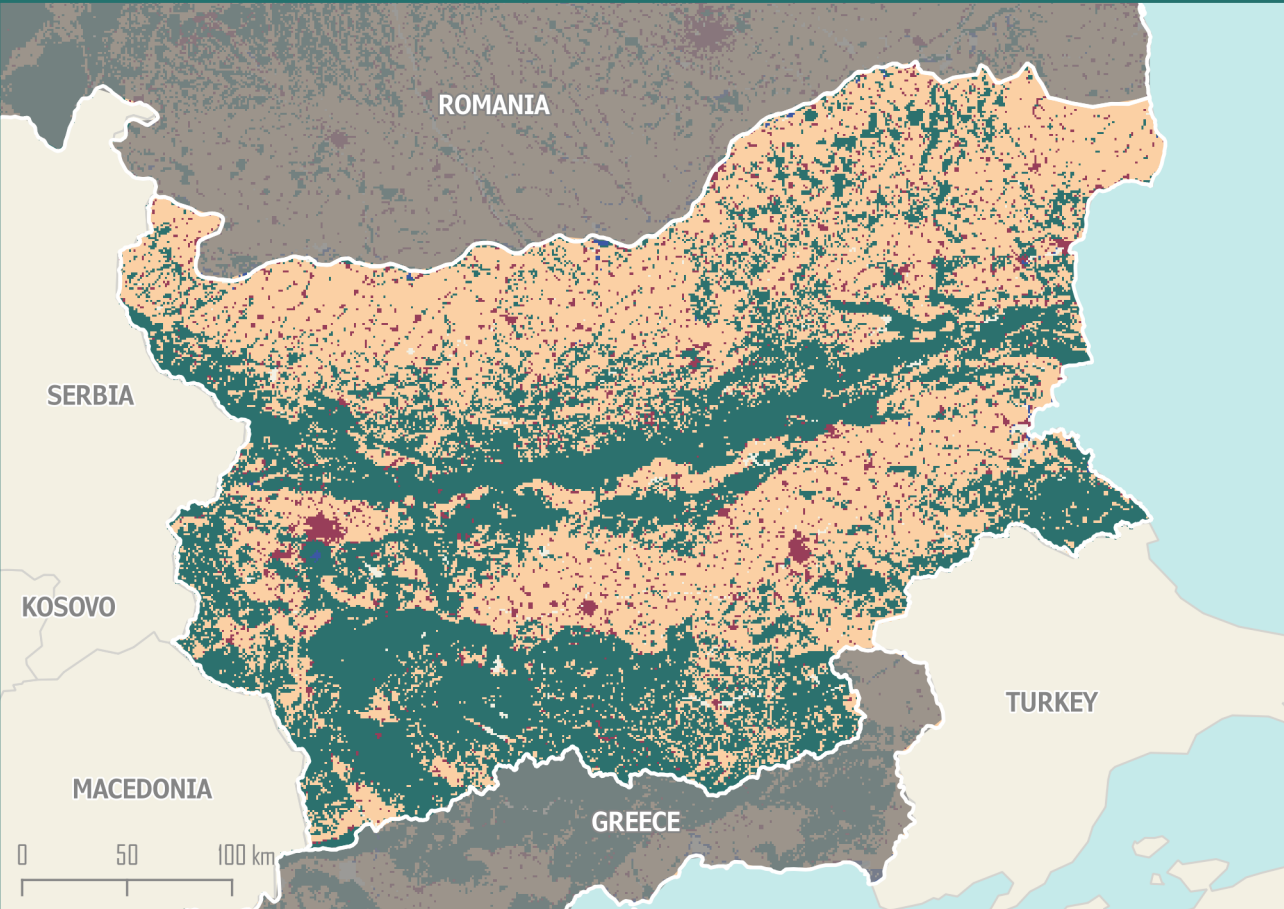 ROMANIA
SERBIA
KOSOVO
TURKEY
MACEDONIA
GREECE
0 50 100 km